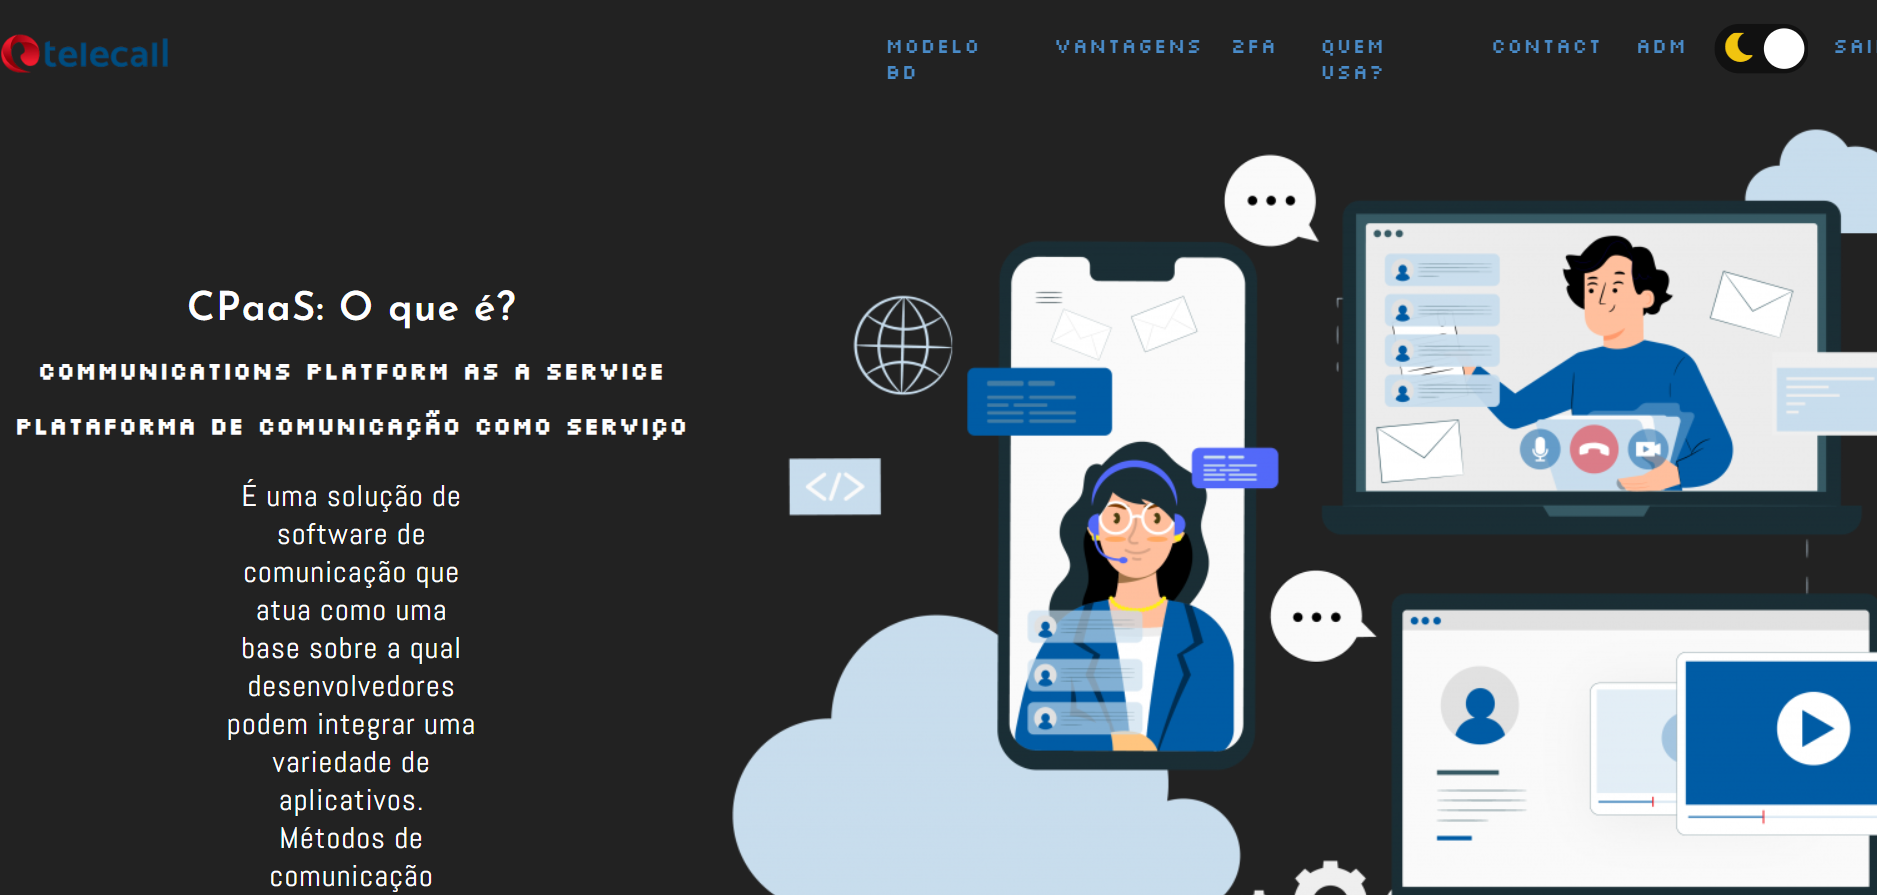 telecall
MODELO BD
VANTAGENS
2FA
QUEM USA?
CONTACT
ADM
CPaaS: O que é?
COMMUNICATIONS PLATFORM AS A SERVICE
PLATAFORMA DE COMUNICAÇÃO COMO SERVIÇO
É uma solução de
software de
comunicação que
atua como uma
base sobre a qual
desenvolvedores
podem integrar uma
variedade de
aplicativos.
Métodos de
comunicação
</>